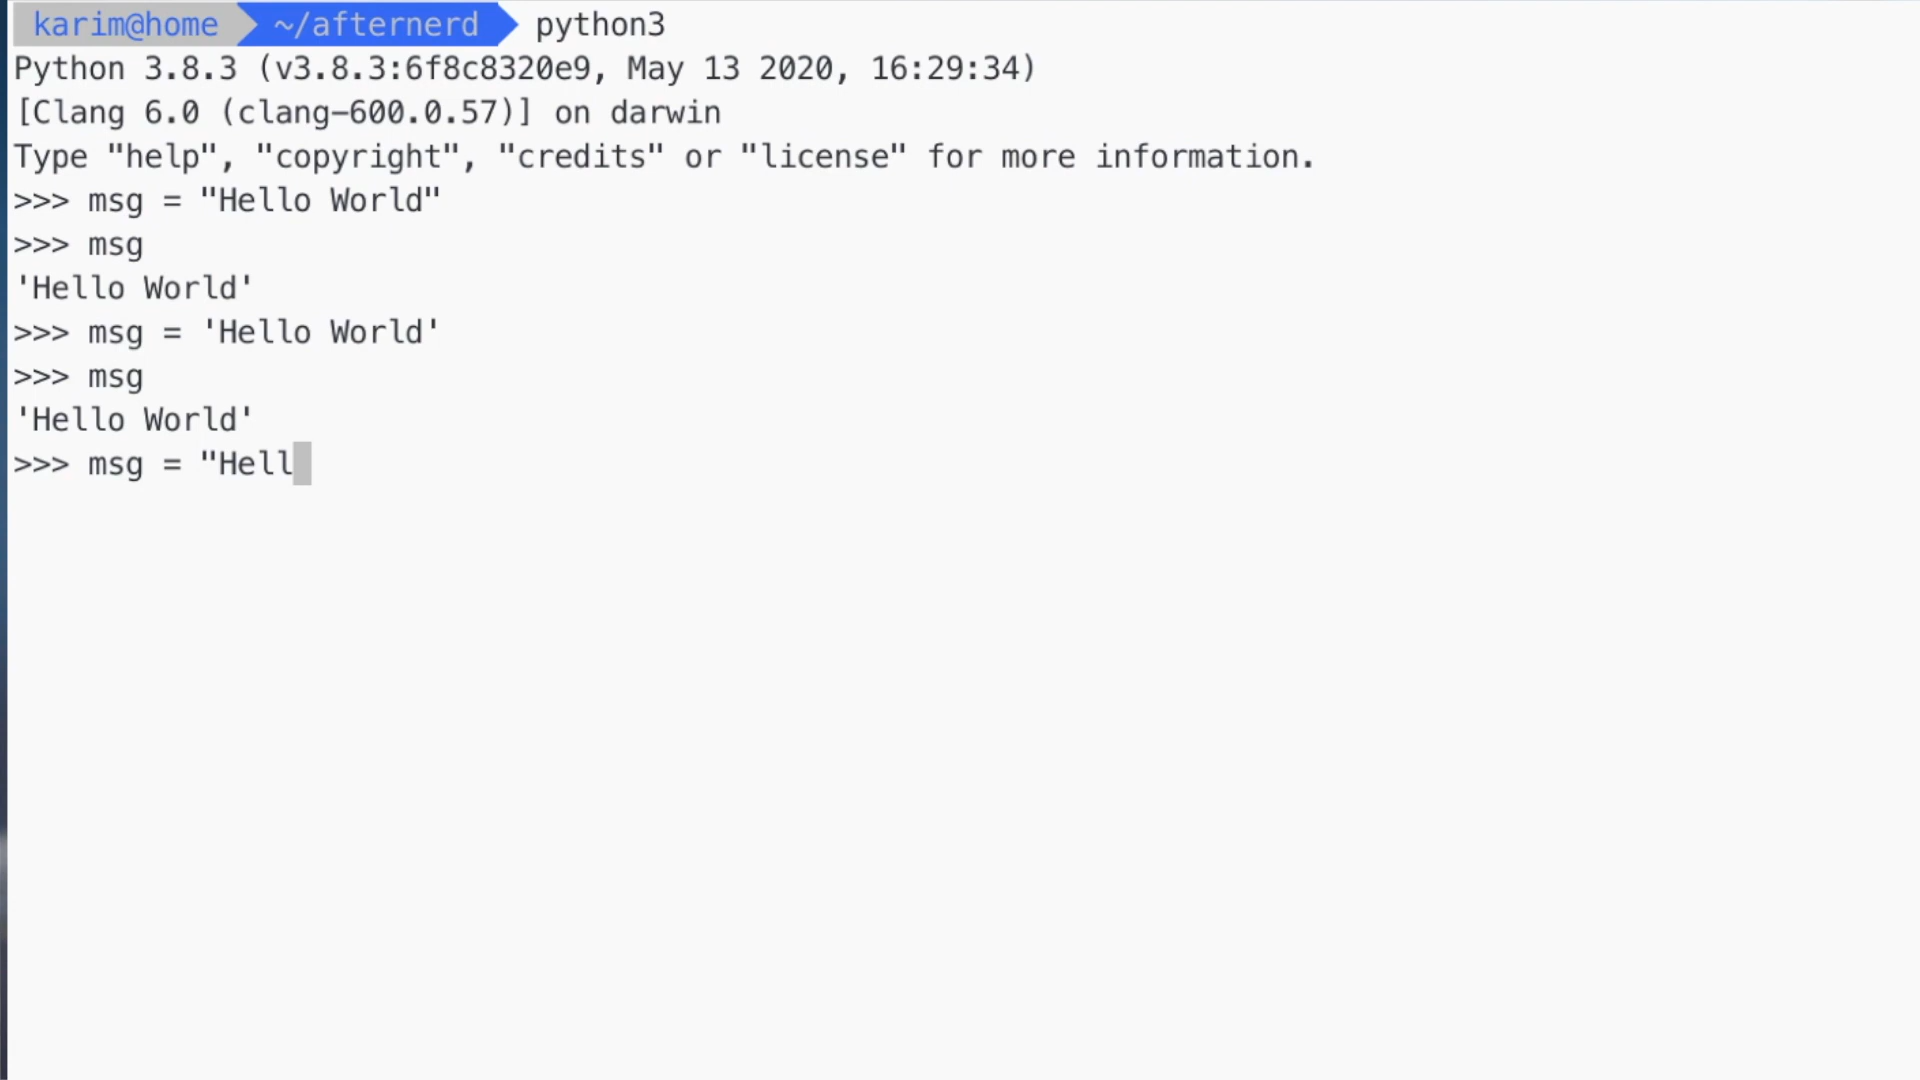 karim@home ~/afternerd python3
Python 3.8.3 (v3.8.3:6f8c8320e9, May 13 2020, 16:29:34)
[Clang 6.0 (clang-600.0.57)] on darwin
Type "help", "copyright", "credits" or "license" for more information.
>>> msg = "Hello World"
>>> msg
'Hello World'
>>> msg = 'Hello World'
>>> msg
'Hello World'
>>> msg = "Hell